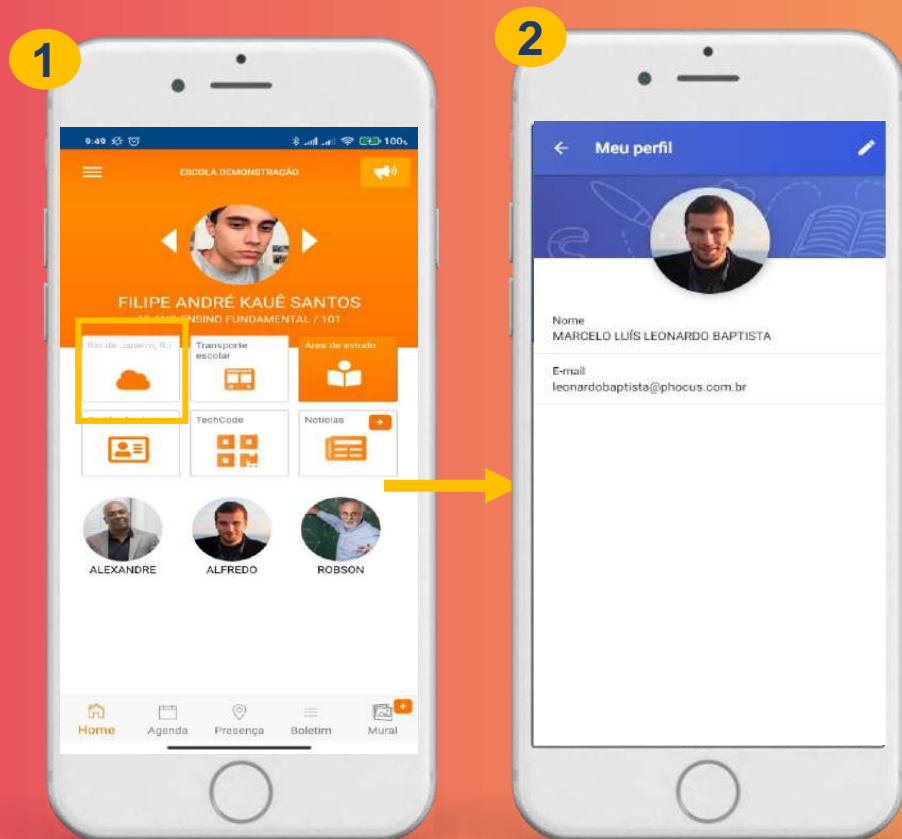 1
9:49
100%
ESCOLA DEMONSTRAÇÃO
FILIPE ANDRÉ KAUÊ SANTOS
ENSINO FUNDAMENTAL / 101
Rio de Janeiro, RJ
Transporte
escolar
Área de estudo
TechCode
Notícias
+
ALEXANDRE
ALFREDO
ROBSON
Home
Agenda
Presença
Boletim
Mural
+
2
Meu perfil
Nome
MARCELO LUÍS LEONARDO BAPTISTA
E-mail
leonardobaptista@phocus.com.br